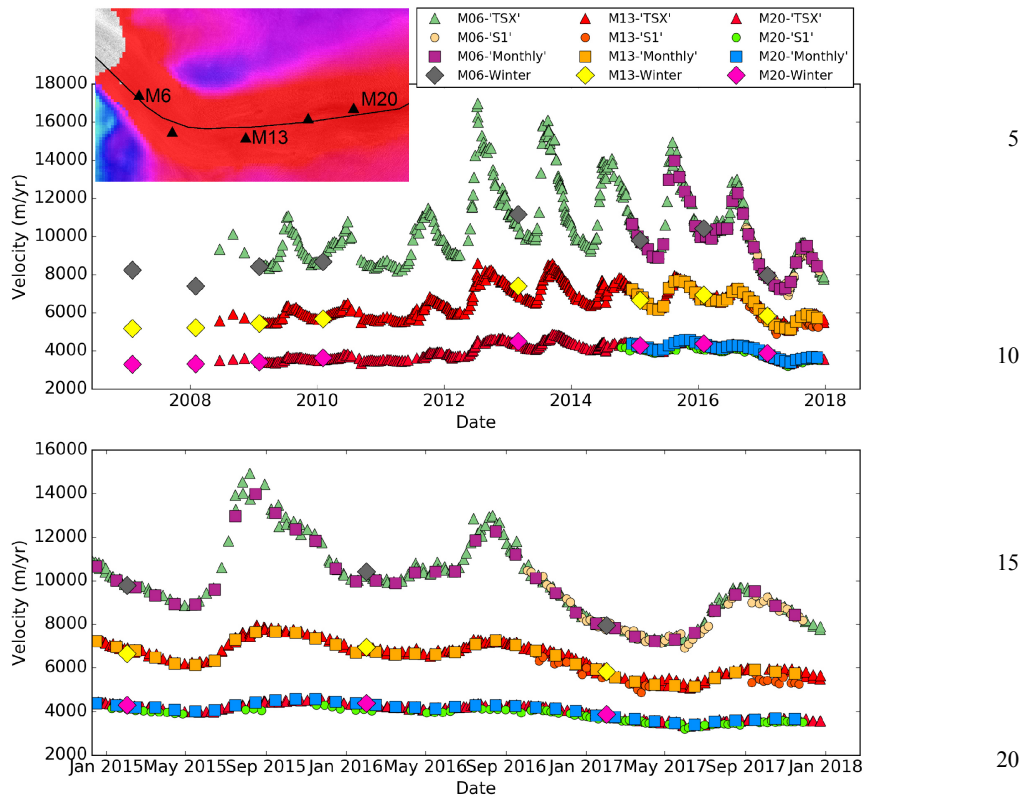 M06-'TSX' M13-'TSX' M20-'TSX'
M06-'S1' M13-'S1' M20-'S1'
M06-'Monthly' M13-'Monthly' M20-'Monthly'
M06-Winter M13-Winter M20-Winter
M6
M20
M13
18000
16000
14000
12000
10000
8000
6000
4000
2000
Velocity (m/yr)
2008 2010 2012 2014 2016 2018
Date
5
10
16000
14000
12000
10000
8000
6000
4000
2000
Velocity (m/yr)
Jan 2015 May 2015 Sep 2015 Jan 2016 May 2016 Sep 2016 Jan 2017 May 2017 Sep 2017 Jan 2018
Date
15
20